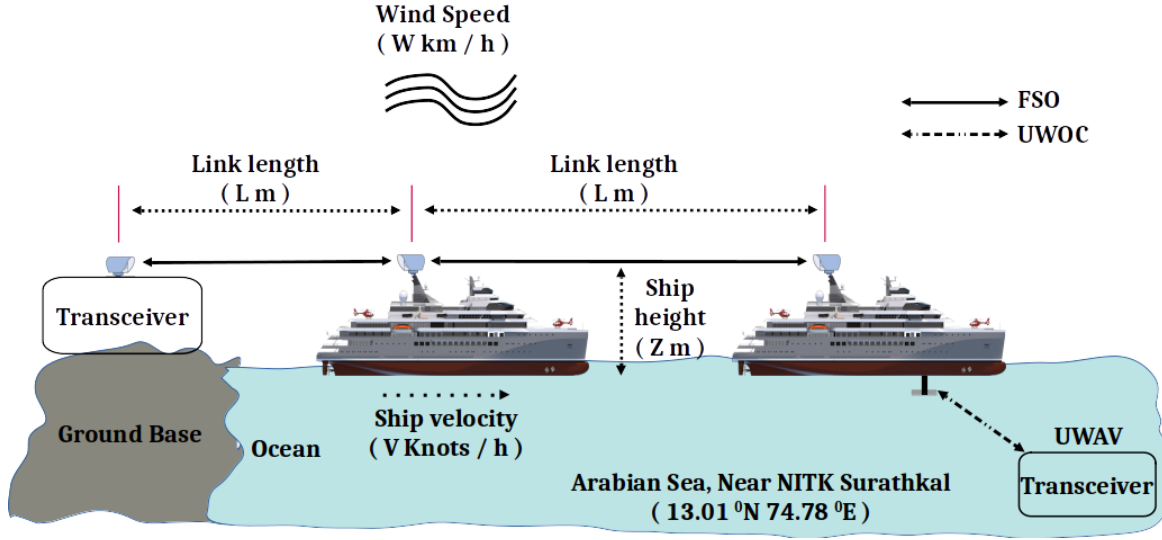 Wind Speed
( W km / h )
FSO
UWOC
Link length
( L m )
Link length
( L m )
Transceiver
Ship
height
( Z m )
Ship velocity
( V Knots / h )
Ground Base
Ocean
UWAV
Transceiver
Arabian Sea, Near NITK Surathkal
( 13.01 ⁰N 74.78 ⁰E )